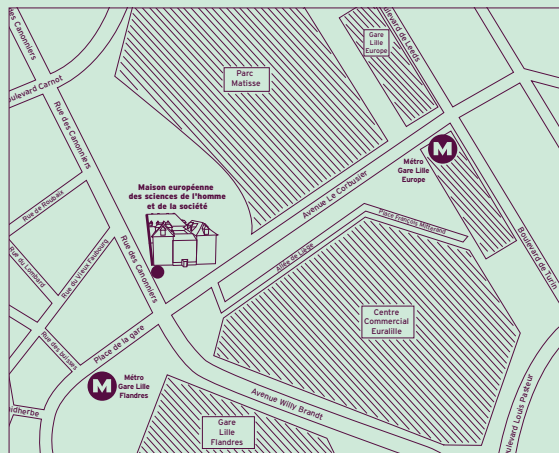 Rue des Canonniers
Boulevard de Leeds
Gare
Lille
Europe
Parc
Matisse
Boulevard Carnot
Rue des Canonniers
M
Métro
Gare Lille
Europe
Maison européenne
des sciences de l'homme
et de la société
Avenue Le Corbusier
Rue de Roubaix
Place François Mitterand
Rue du Lombard
Rue du Vieux Faubourg
Rue des Canonniers
Allée de Liège
Boulevard de Turin
Centre
Commercial
Euralille
Rue des buisses
Place de la gare
M
Métro
Gare Lille
Flandres
Avenue Willy Brandt
Boulevard Louis Pasteur
Gare
Lille
Flandres